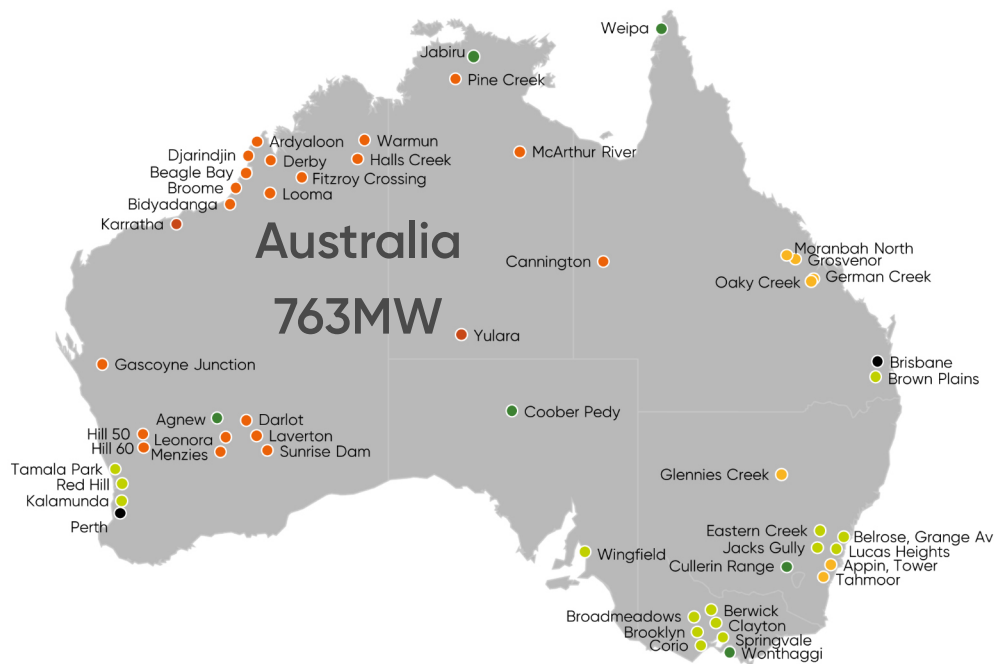 Weipa
Jabiru
Pine Creek
Ardyaloon
Warmun
Djarindjin
Derby
Halls Creek
McArthur River
Beagle Bay
Fitzroy Crossing
Broome
Looma
Bidyadanga
Karratha
Australia
763MW
Moranbah North
Grosvenor
Cannington
German Creek
Oaky Creek
Yulara
Gascoyne Junction
Brisbane
Brown Plains
Agnew
Darlot
Coober Pedy
Hill 50
Leonora
Laverton
Hill 60
Menzies
Sunrise Dam
Tamala Park
Red Hill
Kalamunda
Perth
Glennies Creek
Eastern Creek
Belrose, Grange Av
Jacks Gully
Lucas Heights
Wingfield
Cullerin Range
Appin, Tower
Tahmoor
Berwick
Broadmeadows
Clayton
Brooklyn
Springvale
Corio
Wonthaggi